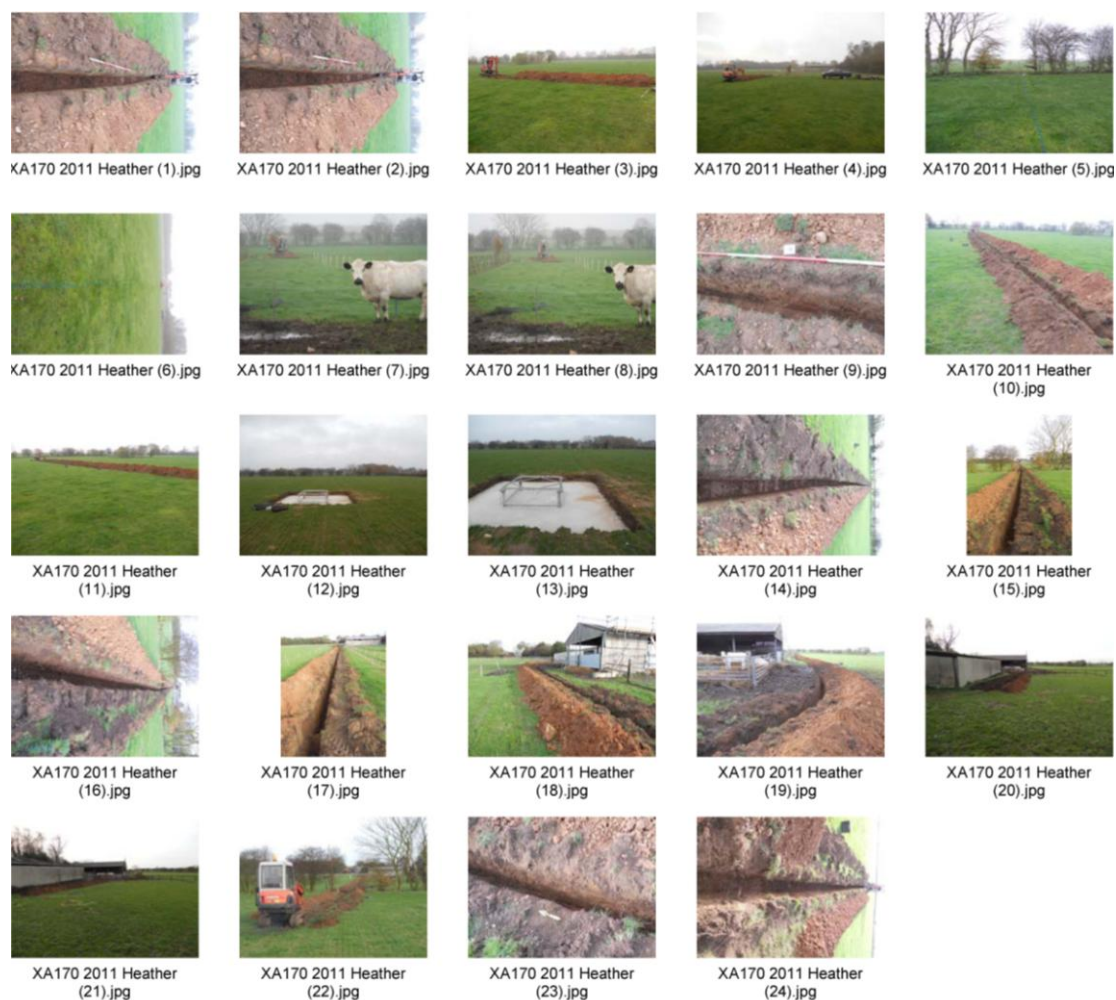 XA170 2011 Heather (1).jpg
XA170 2011 Heather (2).jpg
XA170 2011 Heather (3).jpg
XA170 2011 Heather (4).jpg
XA170 2011 Heather (5).jpg
XA170 2011 Heather (6).jpg
XA170 2011 Heather (7).jpg
XA170 2011 Heather (8).jpg
XA170 2011 Heather (9).jpg
XA170 2011 Heather
(10).jpg
XA170 2011 Heather
(11).jpg
XA170 2011 Heather
(12).jpg
XA170 2011 Heather
(13).jpg
XA170 2011 Heather
(14).jpg
XA170 2011 Heather
(15).jpg
XA170 2011 Heather
(16).jpg
XA170 2011 Heather
(17).jpg
XA170 2011 Heather
(18).jpg
XA170 2011 Heather
(19).jpg
XA170 2011 Heather
(20).jpg
XA170 2011 Heather
(21).jpg
XA170 2011 Heather
(22).jpg
XA170 2011 Heather
(23).jpg
XA170 2011 Heather
(24).jpg